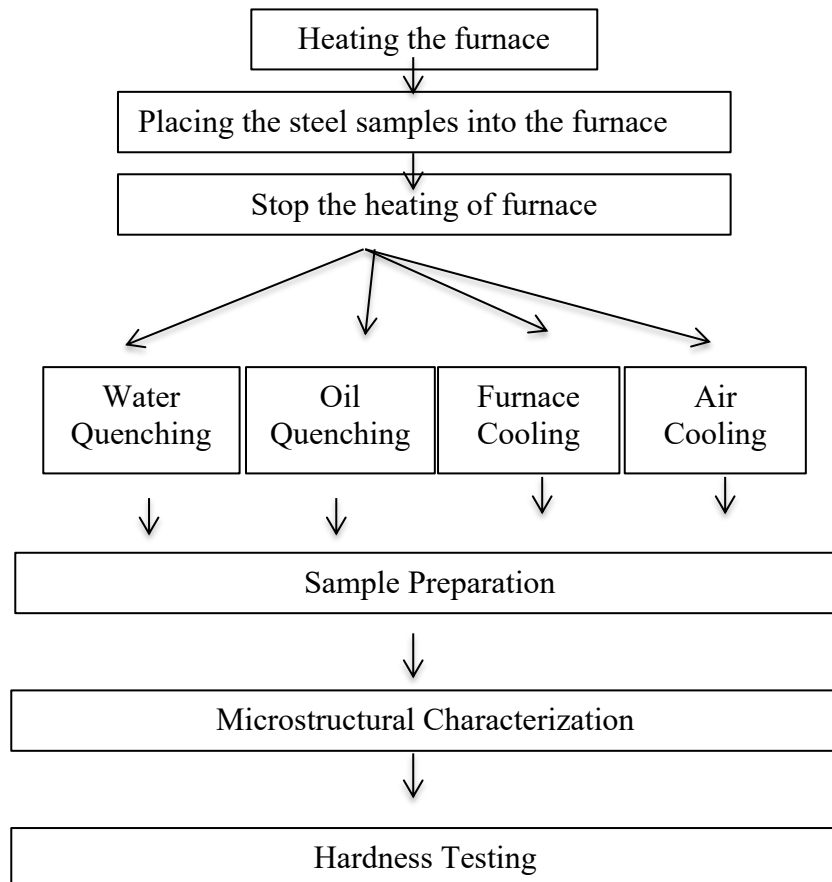 Heating the furnace
Placing the steel samples into the furnace
Stop the heating of furnace
Water
Quenching
Oil
Quenching
Furnace
Cooling
Air
Cooling
Sample Preparation
Microstructural Characterization
Hardness Testing